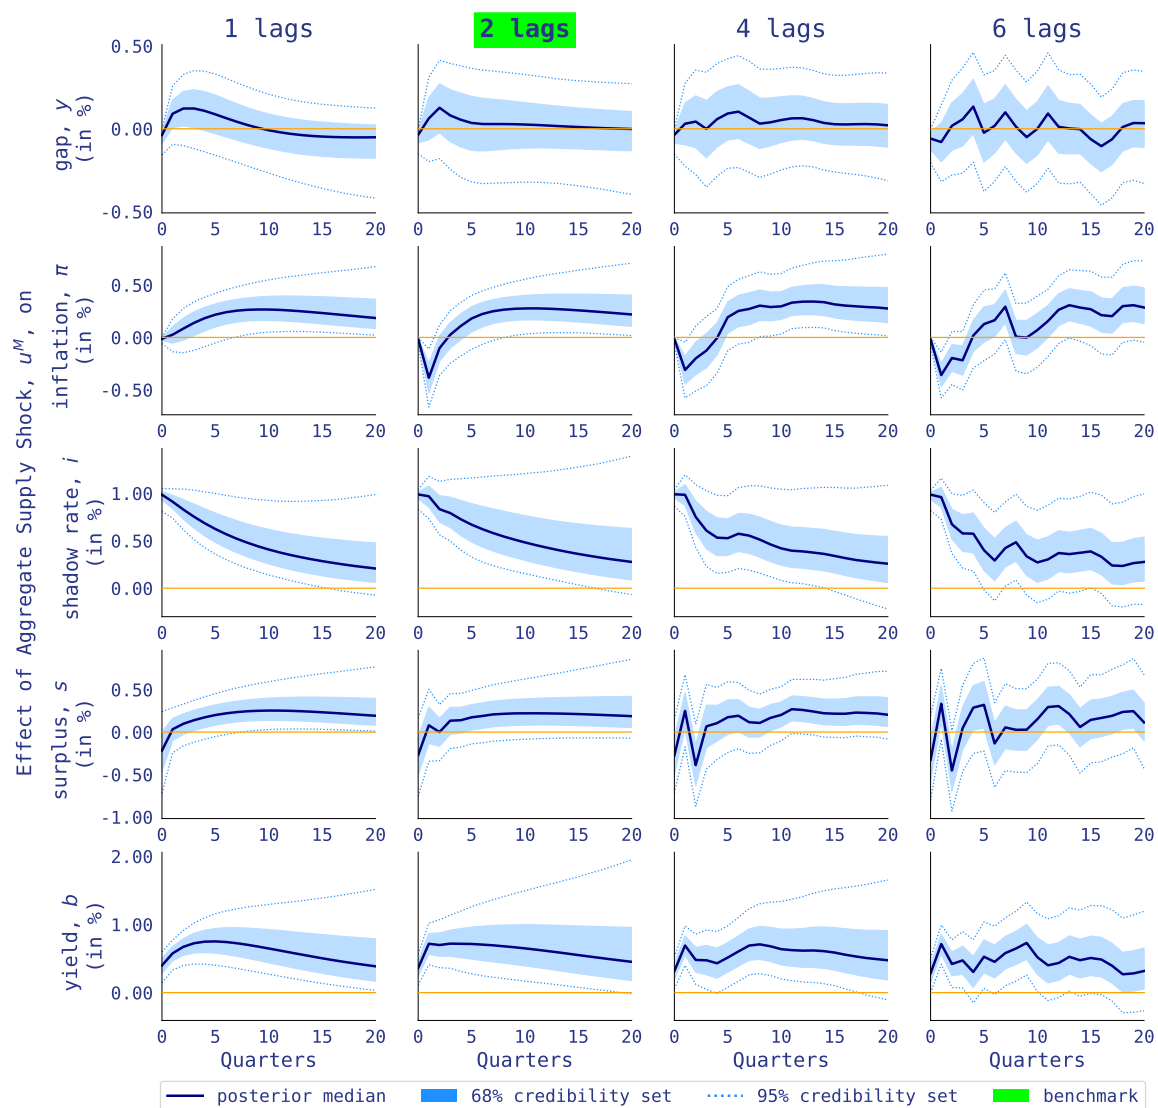 1 lags 2 lags 4 lags 6 lags
Effect of Aggregate Supply Shock, u^M, on
gap, y
(in %)
0.50
0.00
-0.50
0 5 10 15 20 0 5 10 15 20 0 5 10 15 20 0 5 10 15 20
inflation, π
(in %)
0.50
0.00
-0.50
0 5 10 15 20 0 5 10 15 20 0 5 10 15 20 0 5 10 15 20
shadow rate, i
(in %)
1.00
0.50
0.00
0 5 10 15 20 0 5 10 15 20 0 5 10 15 20 0 5 10 15 20
surplus, s
(in %)
0.50
0.00
-0.50
-1.00
0 5 10 15 20 0 5 10 15 20 0 5 10 15 20 0 5 10 15 20
yield, b
(in %)
2.00
1.00
0.00
0 5 10 15 20 0 5 10 15 20 0 5 10 15 20 0 5 10 15 20
Quarters Quarters Quarters Quarters
posterior median 68% credibility set 95% credibility set benchmark